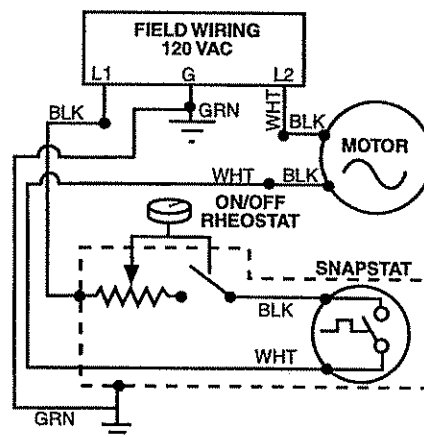 FIELD WIRING
120 VAC
L1
G
L2
BLK
GRN
WHT
BLK
MOTOR
WHT
BLK
ON/OFF
RHEOSTAT
SNAPSTAT
BLK
WHT
GRN